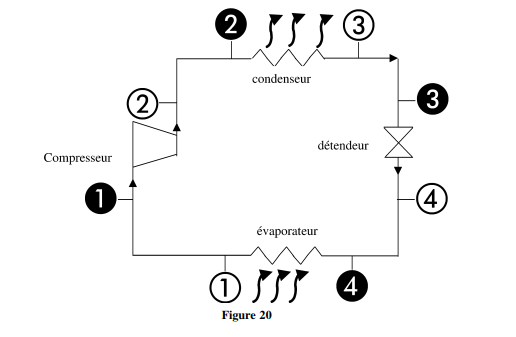 2
3
condenseur
2
3
détendeur
Compresseur
1
4
évaporateur
1
4
Figure 20